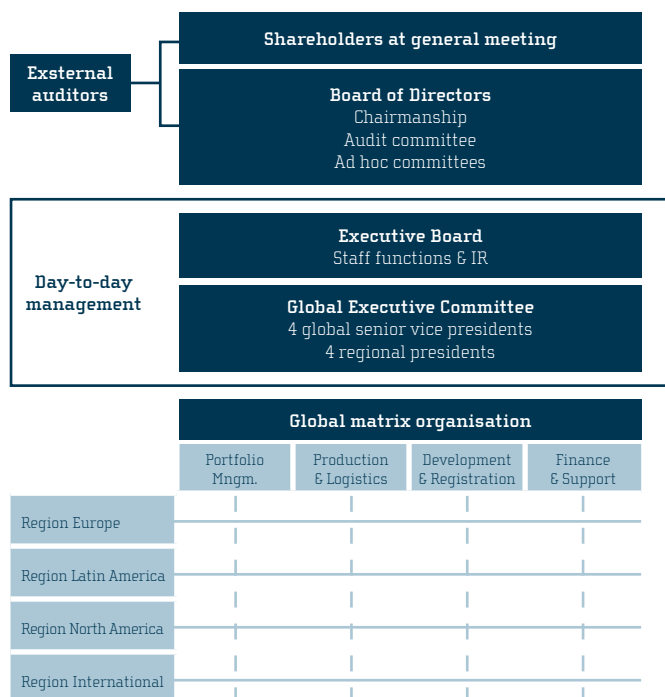 Shareholders at general meeting
Exsternal
auditors
Board of Directors
Chairmanship
Audit committee
Ad hoc committees
Executive Board
Staff functions & IR
Day-to-day
management
Global Executive Committee
4 global senior vice presidents
4 regional presidents
Global matrix organisation
Portfolio
Mngm.
Production
& Logistics
Development
& Registration
Finance
& Support
Region Europe
Region Latin America
Region North America
Region International